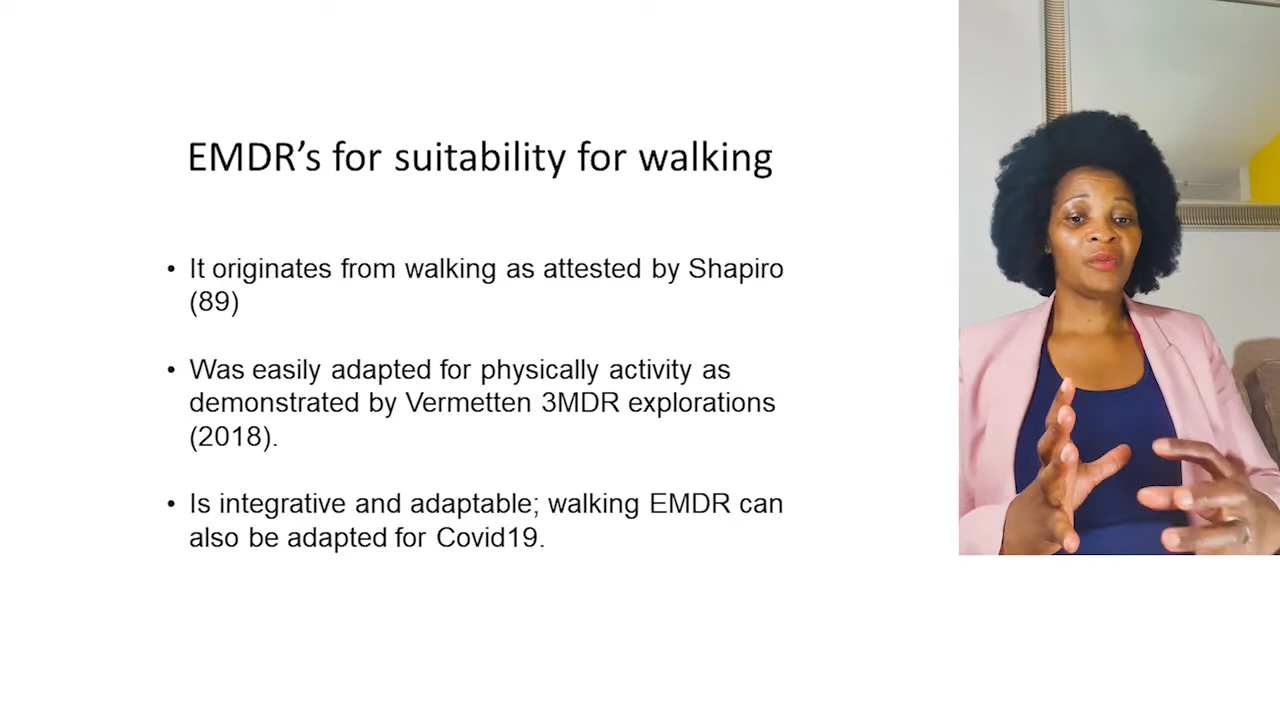 EMDR’s for suitability for walking
• It originates from walking as attested by Shapiro
(89)
• Was easily adapted for physically activity as
demonstrated by Vermetten 3MDR explorations
(2018).
• Is integrative and adaptable; walking EMDR can
also be adapted for Covid19.